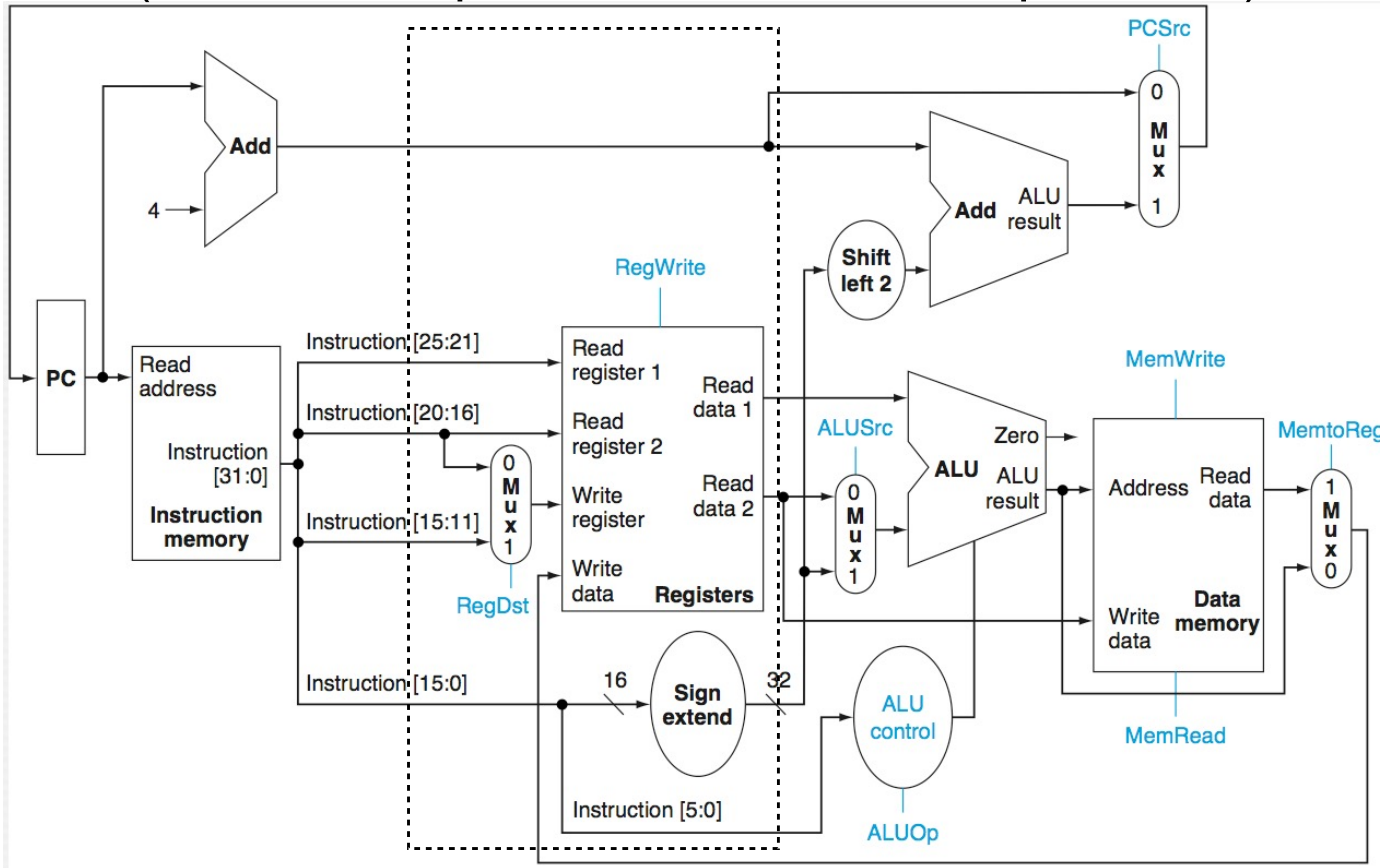 PCSrc
0
M
u
x
1
Add
4
Add
ALU
result
Shift
left 2
RegWrite
PC
Read
address
Instruction
[31:0]
Instruction
memory
Instruction [25:21]
Instruction [20:16]
Instruction [15:11]
Instruction [15:0]
0
M
u
x
1
RegDst
Read
register 1
Read
register 2
Write
register
Write
data
Read
data 1
Read
data 2
Registers
16
Sign
extend
32
Instruction [5:0]
ALUSrc
0
M
u
x
1
Zero
ALU
ALU
result
ALU
control
ALUOp
MemWrite
Address
Read
data
Write
data
Data
memory
MemRead
MemtoReg
1
M
u
x
0